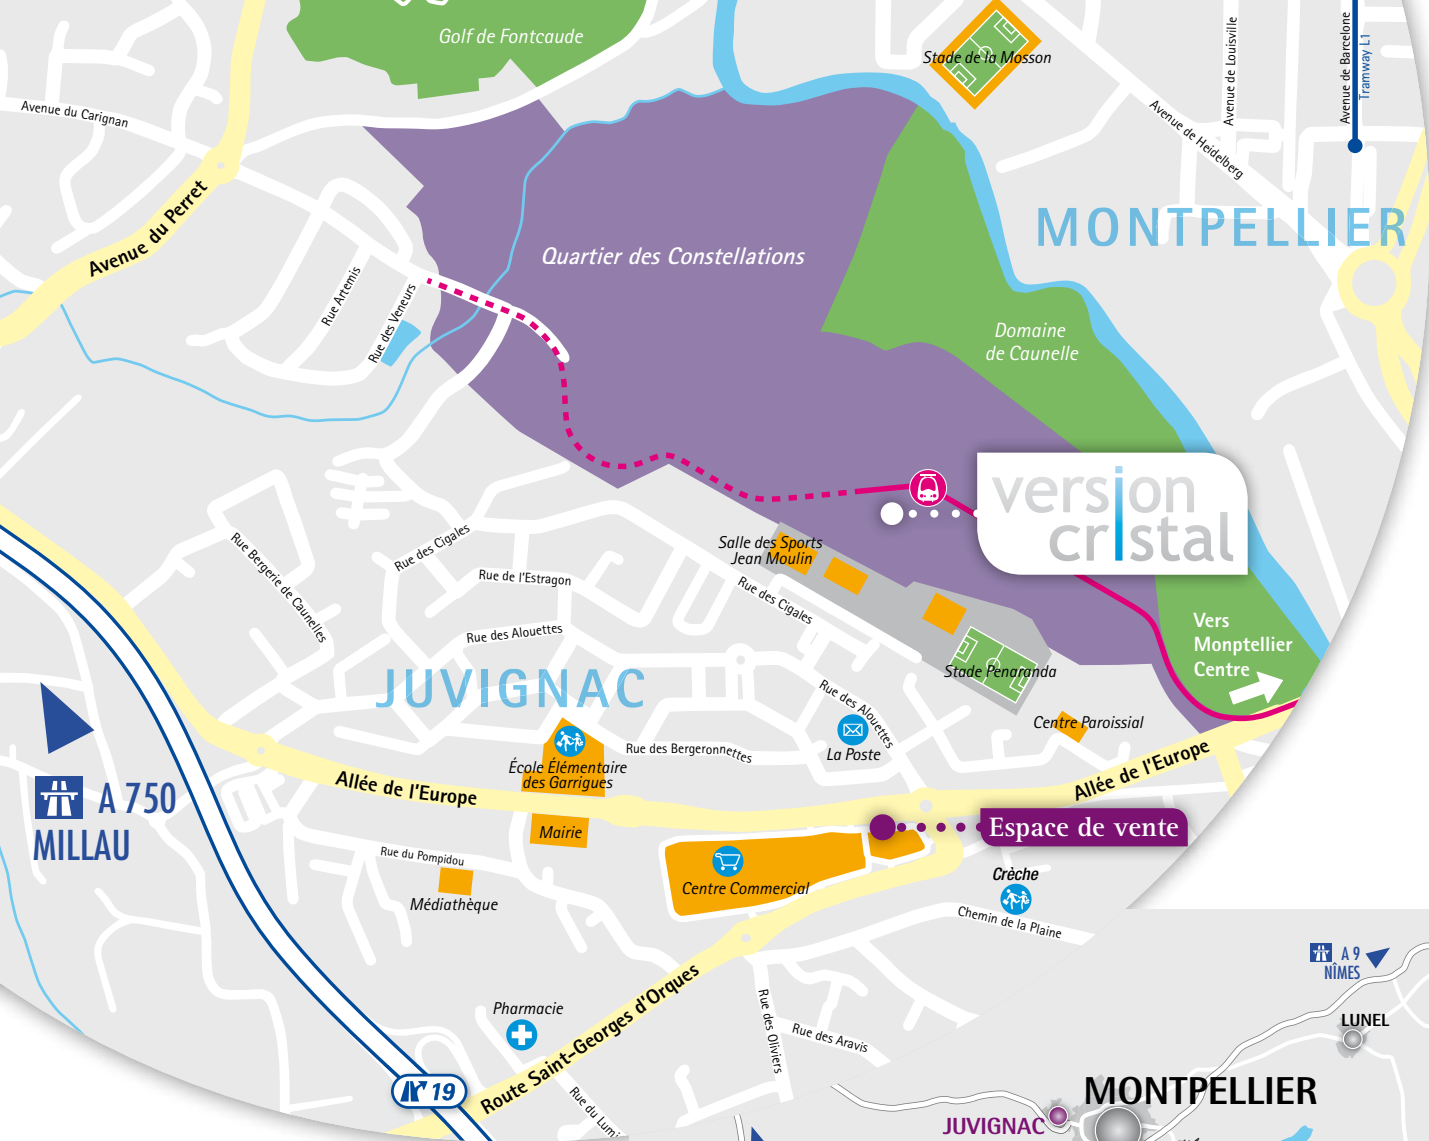 Golf de Fontcaude
Stade de la Mosson
Avenue de Louisville
Avenue de Barcelone
Tramway L1
Avenue du Carignan
Avenue de Heidelberg
Avenue du Perret
MONTPELLIER
Quartier des Constellations
Rue Artemis
Rue des Veneurs
Domaine
de Caunelle
version
cristal
Salle des Sports
Jean Moulin
Rue des Cigales
Rue Bergerie de Caunelles
Rue de l'Estragon
Rue des Cigales
Rue des Alouettes
Vers
Monptellier
Centre
JUVIGNAC
Stade Penaranda
Rue des Alouettes
Centre Paroissial
La Poste
Rue des Bergeronnettes
École Élémentaire
des Garrigues
Allée de l'Europe
Allée de l'Europe
A 750
MILLAU
Mairie
Espace de vente
Rue du Pompidou
Centre Commercial
Crèche
Médiathèque
Chemin de la Plaine
A 9
NÎMES
Pharmacie
Route Saint-Georges d'Orques
Rue des Oliviers
Rue des Aravis
LUNEL
19
Rue du Lumi
MONTPELLIER
JUVIGNAC